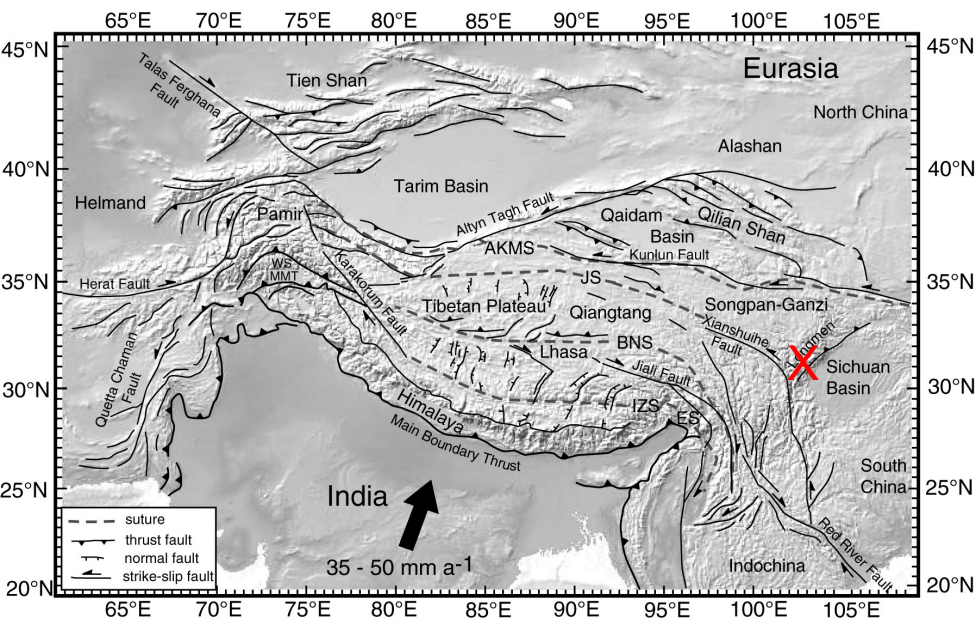 65°E 70°E 75°E 80°E 85°E 90°E 95°E 100°E 105°E
45°N 45°N
Eurasia
Talas Ferghana
Fault
Tien Shan
North China
Alashan
40°N 40°N
Tarim Basin
Helmand
Altyn Tagh Fault
Pamir
Qaidam
Basin
Qilian Shan
AKMS
Kunlun Fault
WS
MMT
Karakorum Fault
Herat Fault
JS
35°N 35°N
Tibetan Plateau
Qiangtang
Songpan-Ganzi
Xianshuihe
Fault
BNS
Lhasa
Longmen
Jiali Fault
Sichuan
Basin
Quetta Chaman
Fault
30°N 30°N
Himalaya
IZS
ES
Main Boundary Thrust
South
China
India
25°N 25°N
suture
thrust fault
normal fault
strike-slip fault
35 - 50 mm a-1
Red River Fault
Indochina
20°N 20°N
65°E 70°E 75°E 80°E 85°E 90°E 95°E 100°E 105°E